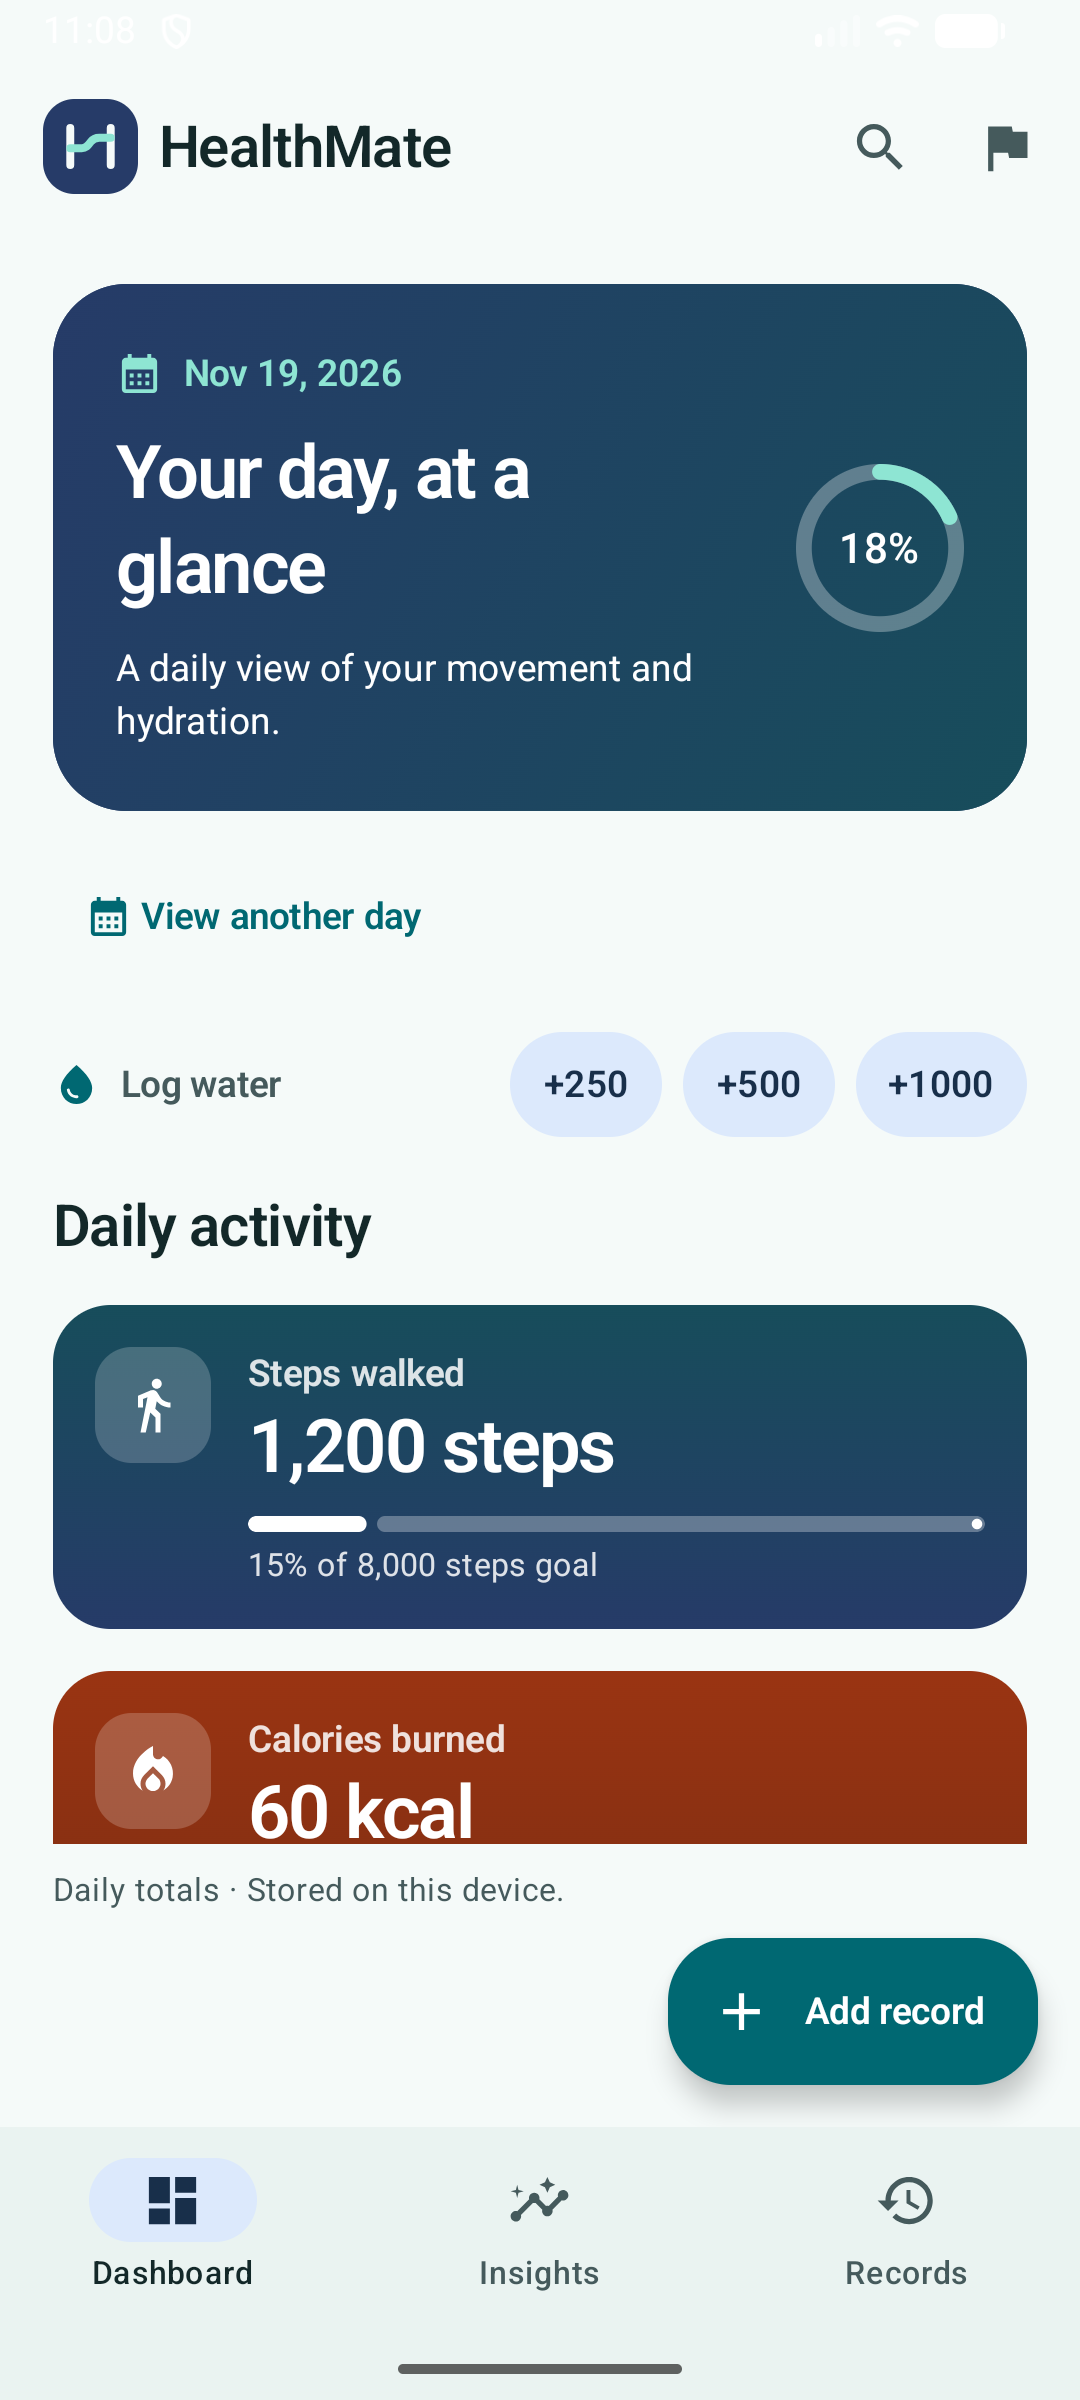 11:08
HealthMate
Nov 19, 2026
Your day, at a
glance
18%
A daily view of your movement and
hydration.
View another day
Log water
+250
+500
+1000
Daily activity
Steps walked
1,200 steps
15% of 8,000 steps goal
Calories burned
60 kcal
Daily totals · Stored on this device.
Add record
Dashboard
Insights
Records